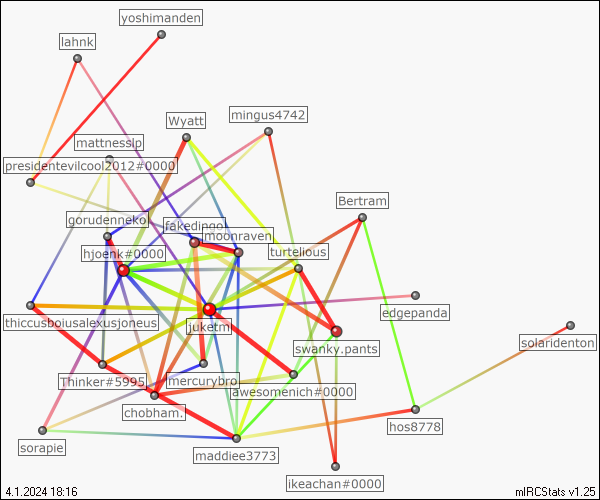 yoshimanden
lahnk
mingus4742
Wyatt
mattnesslp
presidentevilcool2012#0000
Bertram
gorudenneko
fakedingo
moonraven
hjoenk#0000
turtelious
edgepanda
thiccusboiusalexusjoneus
juketm
solaridenton
swanky.pants
Thinker#5995
mercurybro
awesomenich#0000
chobham.
hos8778
sorapie
maddiee3773
ikeachan#0000
4.1.2024 18:16
mIRCStats v1.25